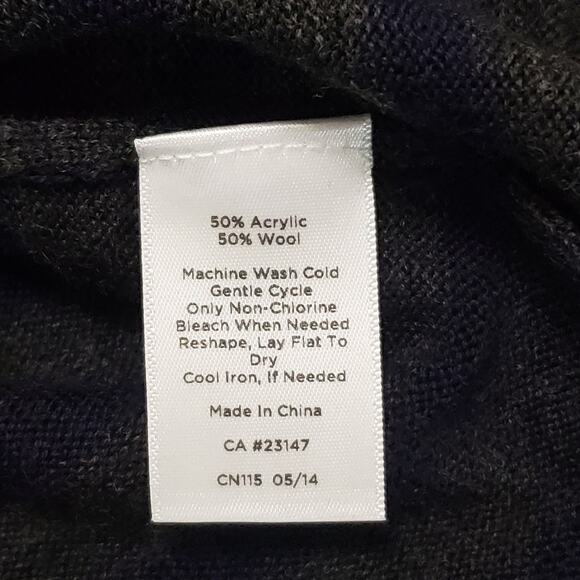 50% Acrylic
50% Wool
Machine Wash Cold
Gentle Cycle
Only Non-Chlorine
Bleach When Needed
Reshape, Lay Flat To
Dry
Cool Iron, If Needed
Made In China
CA #23147
CN115 05/14